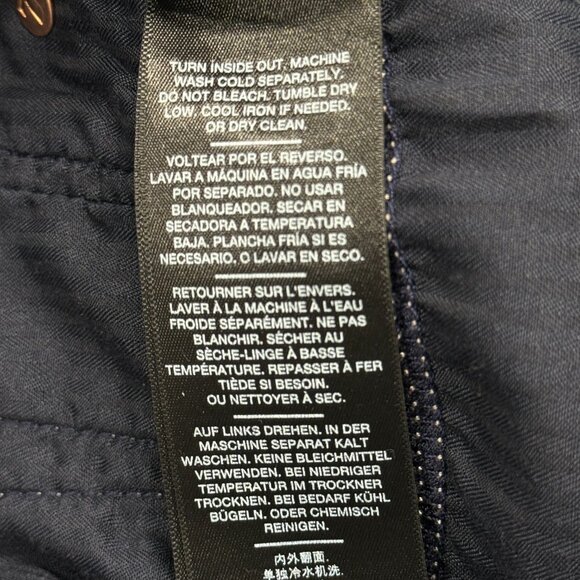 TURN INSIDE OUT. MACHINE
WASH COLD SEPARATELY.
DO NOT BLEACH. TUMBLE DRY
LOW. COOL IRON IF NEEDED.
OR DRY CLEAN.
VOLTEAR POR EL REVERSO.
LAVAR A MÁQUINA EN AGUA FRÍA
POR SEPARADO. NO USAR
BLANQUEADOR. SECAR EN
SECADORA A TEMPERATURA
BAJA. PLANCHA FRÍA SI ES
NECESARIO. O LAVAR EN SECO.
RETOURNER SUR L'ENVERS.
LAVER À LA MACHINE À L'EAU
FROIDE SÉPARÉMENT. NE PAS
BLANCHIR. SÉCHER AU
SÈCHE-LINGE À BASSE
TEMPÉRATURE. REPASSER À FER
TIÈDE SI BESOIN.
OU NETTOYER À SEC.
AUF LINKS DREHEN. IN DER
MASCHINE SEPARAT KALT
WASCHEN. KEINE BLEICHMITTEL
VERWENDEN. BEI NIEDRIGER
TEMPERATUR IM TROCKNER
TROCKNEN. BEI BEDARF KÜHL
BÜGELN. ODER CHEMISCH
REINIGEN.
内外翻面.
单独冷水机洗.